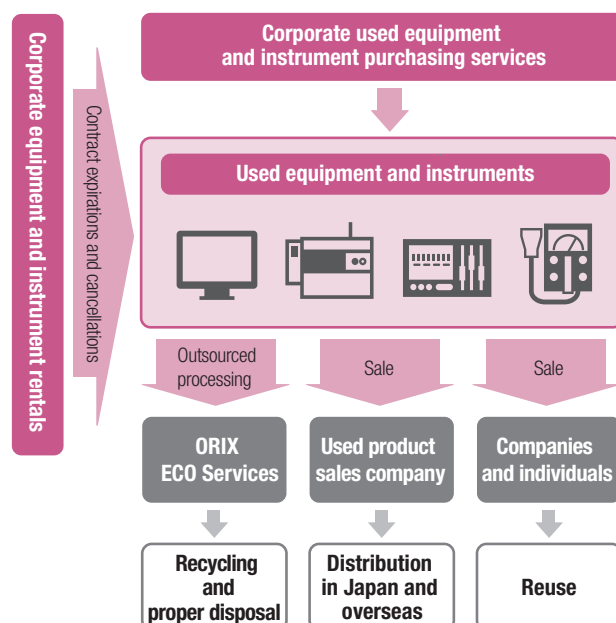 Corporate equipment and instrument rentals
Contract expirations and cancellations
Corporate used equipment
and instrument purchasing services
Used equipment and instruments
Outsourced
processing
Sale
Sale
ORIX
ECO Services
Used product
sales company
Companies
and individuals
Recycling
and
proper disposal
Distribution
in Japan and
overseas
Reuse